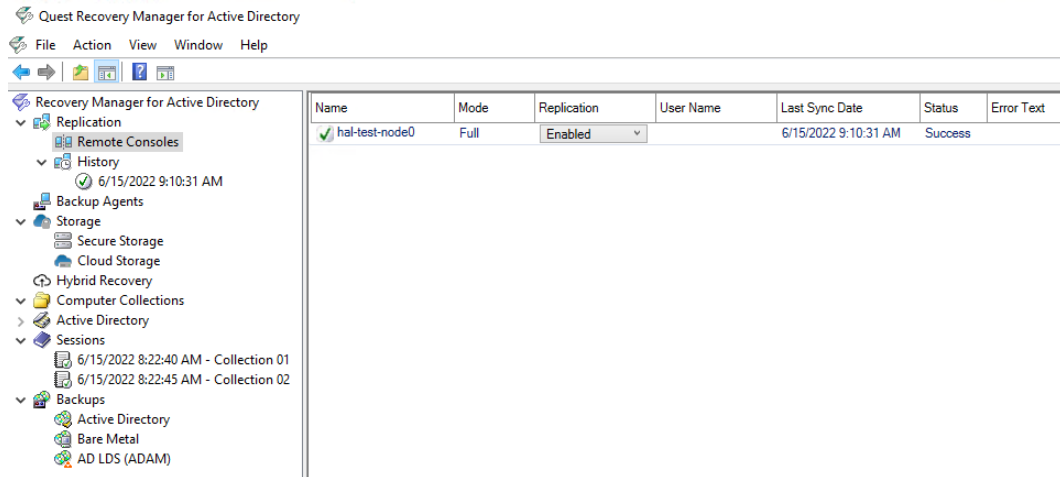 Quest Recovery Manager for Active Directory
File Action View Window Help
Recovery Manager for Active Directory
Replication
Remote Consoles
History
6/15/2022 9:10:31 AM
Backup Agents
Storage
Secure Storage
Cloud Storage
Hybrid Recovery
Computer Collections
Active Directory
Sessions
6/15/2022 8:22:40 AM - Collection 01
6/15/2022 8:22:45 AM - Collection 02
Backups
Active Directory
Bare Metal
AD LDS (ADAM)
Name Mode Replication User Name Last Sync Date Status Error Text
hal-test-node0 Full Enabled 6/15/2022 9:10:31 AM Success